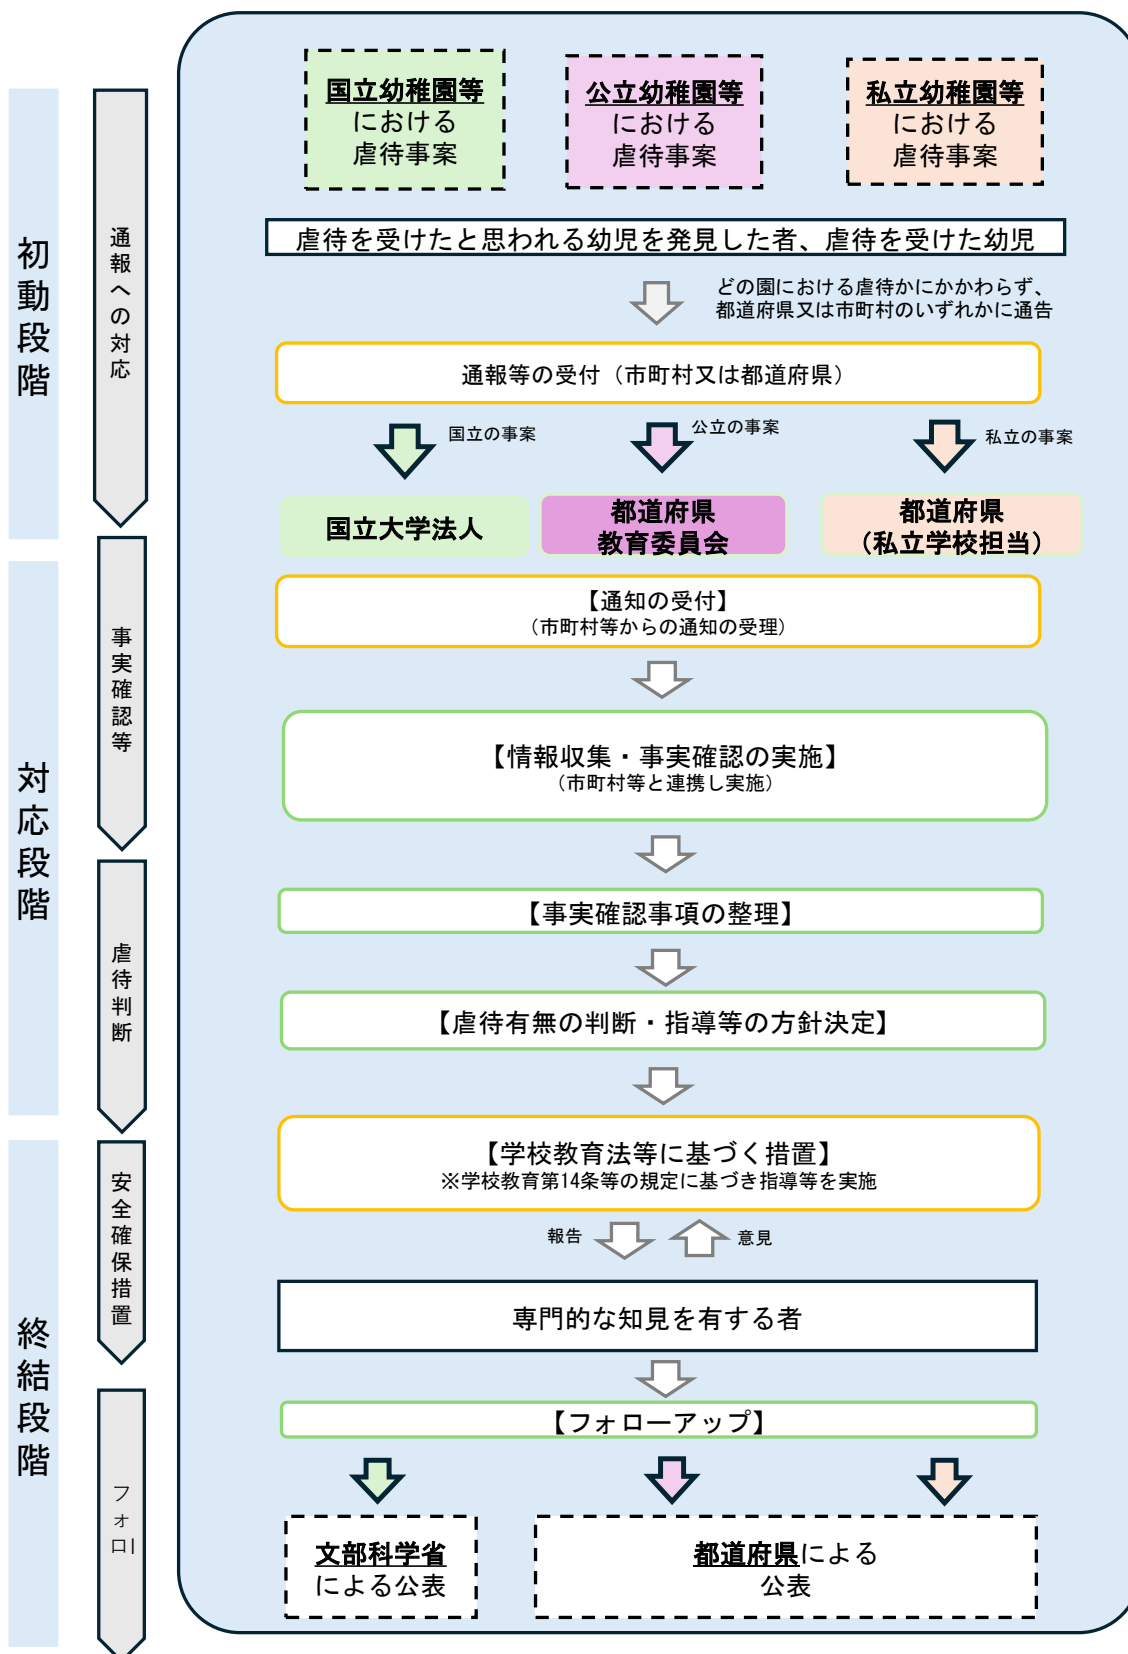 国立幼稚園等
における
虐待事案
公立幼稚園等
における
虐待事案
私立幼稚園等
における
虐待事案
初動段階
通報への対応
虐待を受けたと思われる幼児を発見した者、虐待を受けた幼児
どの園における虐待かにかかわらず、
都道府県又は市町村のいずれかに通告
通報等の受付（市町村又は都道府県）
国立の事案
公立の事案
私立の事案
国立大学法人
都道府県
教育委員会
都道府県
（私立学校担当）
対応段階
事実確認等
【通知の受付】
（市町村等からの通知の受理）
【情報収集・事実確認の実施】
（市町村等と連携し実施）
虐待判断
【事実確認事項の整理】
【虐待有無の判断・指導等の方針決定】
終結段階
安全確保措置
【学校教育法等に基づく措置】
※学校教育第14条等の規定に基づき指導等を実施
報告
意見
専門的な知見を有する者
フォロー
【フォローアップ】
文部科学省
による公表
都道府県による
公表